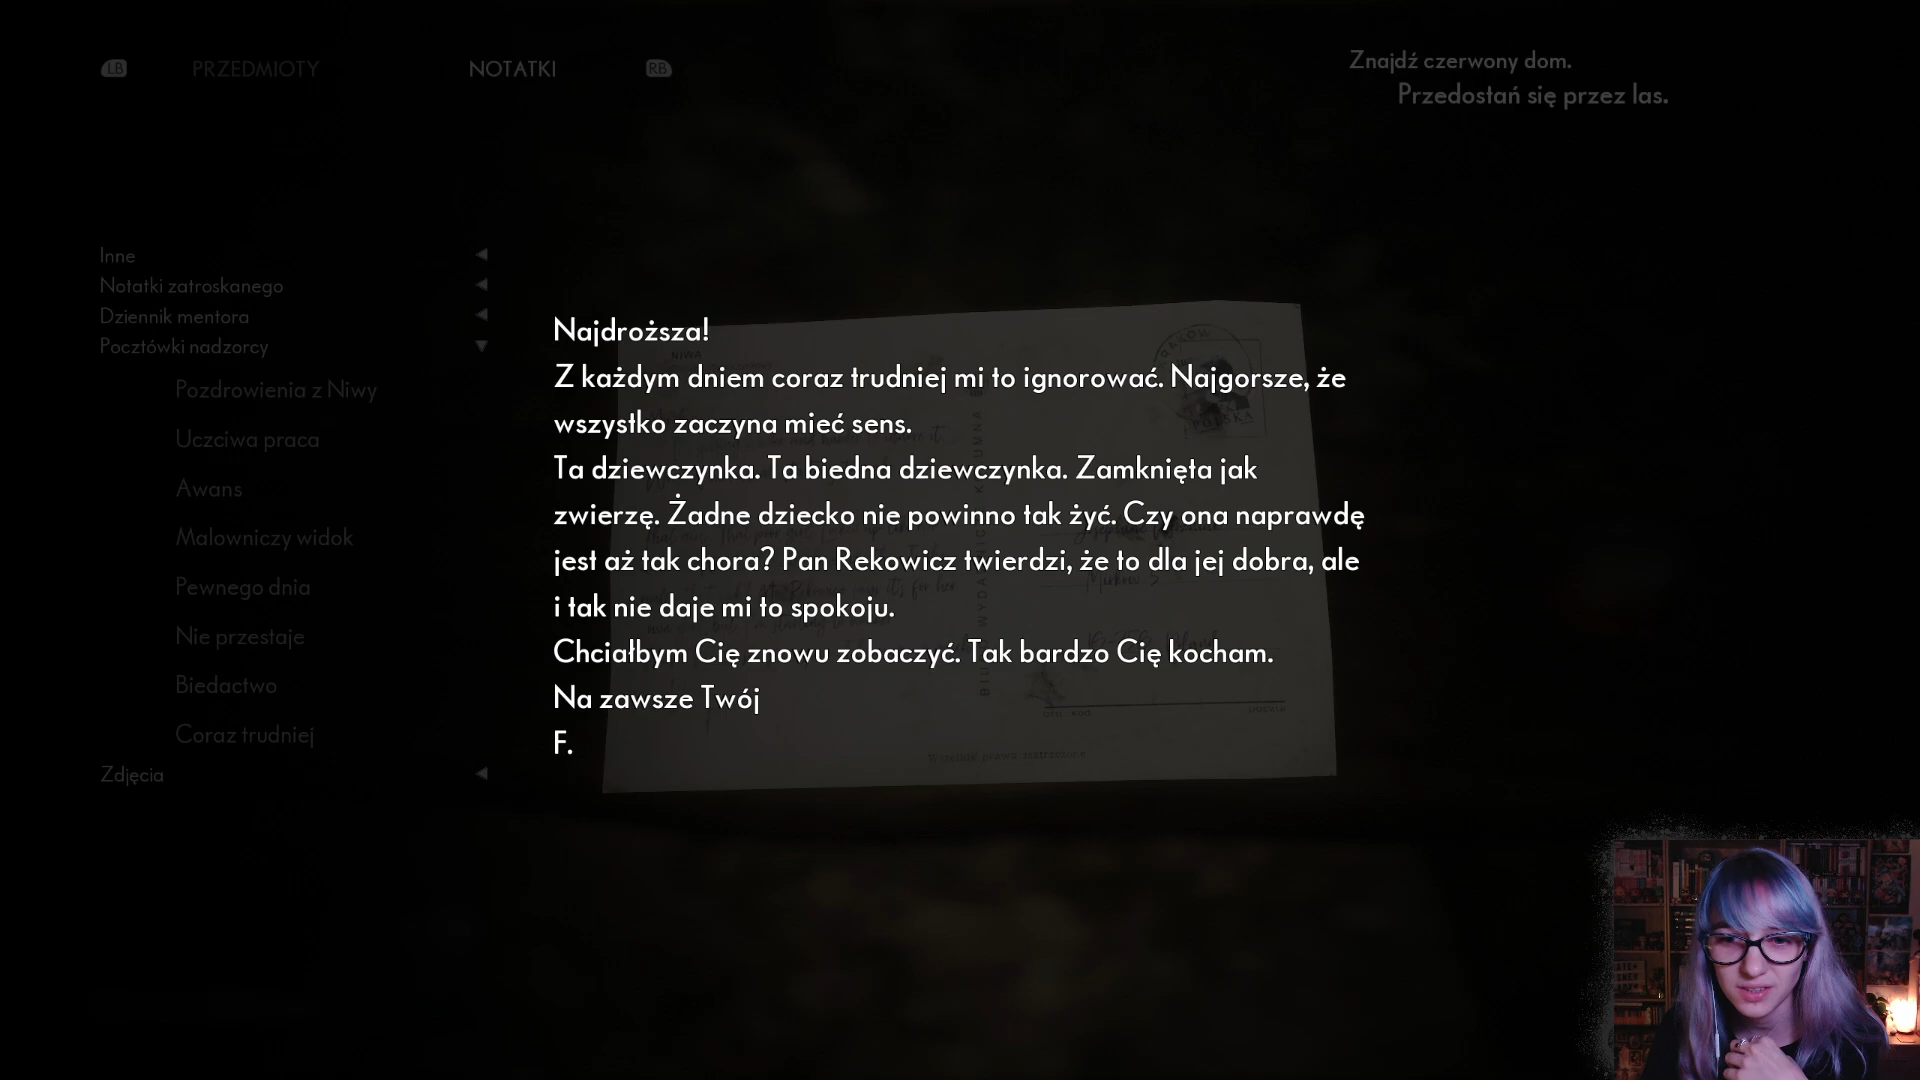 LB PRZEDMIOTY NOTATKI RB
Znajdź czerwony dom.
Przedostań się przez las.
Inne
Notatki zatroskanego
Dziennik mentora
Pocztówki nadzorcy
Pozdrowienia z Niwy
Uczciwa praca
Awans
Malowniczy widok
Pewnego dnia
Nie przestaje
Biedactwo
Coraz trudniej
Zdjęcia
Najdroższa!
Z każdym dniem coraz trudniej mi to ignorować. Najgorsze, że
wszystko zaczyna mieć sens.
Ta dziewczynka. Ta biedna dziewczynka. Zamknięta jak
zwierzę. Żadne dziecko nie powinno tak żyć. Czy ona naprawdę
jest aż tak chora? Pan Rekowicz twierdzi, że to dla jej dobra, ale
i tak nie daje mi to spokoju.
Chciałbym Cię znowu zobaczyć. Tak bardzo Cię kocham.
Na zawsze Twój
F.
NIWA
KRAKÓW
POLSKA